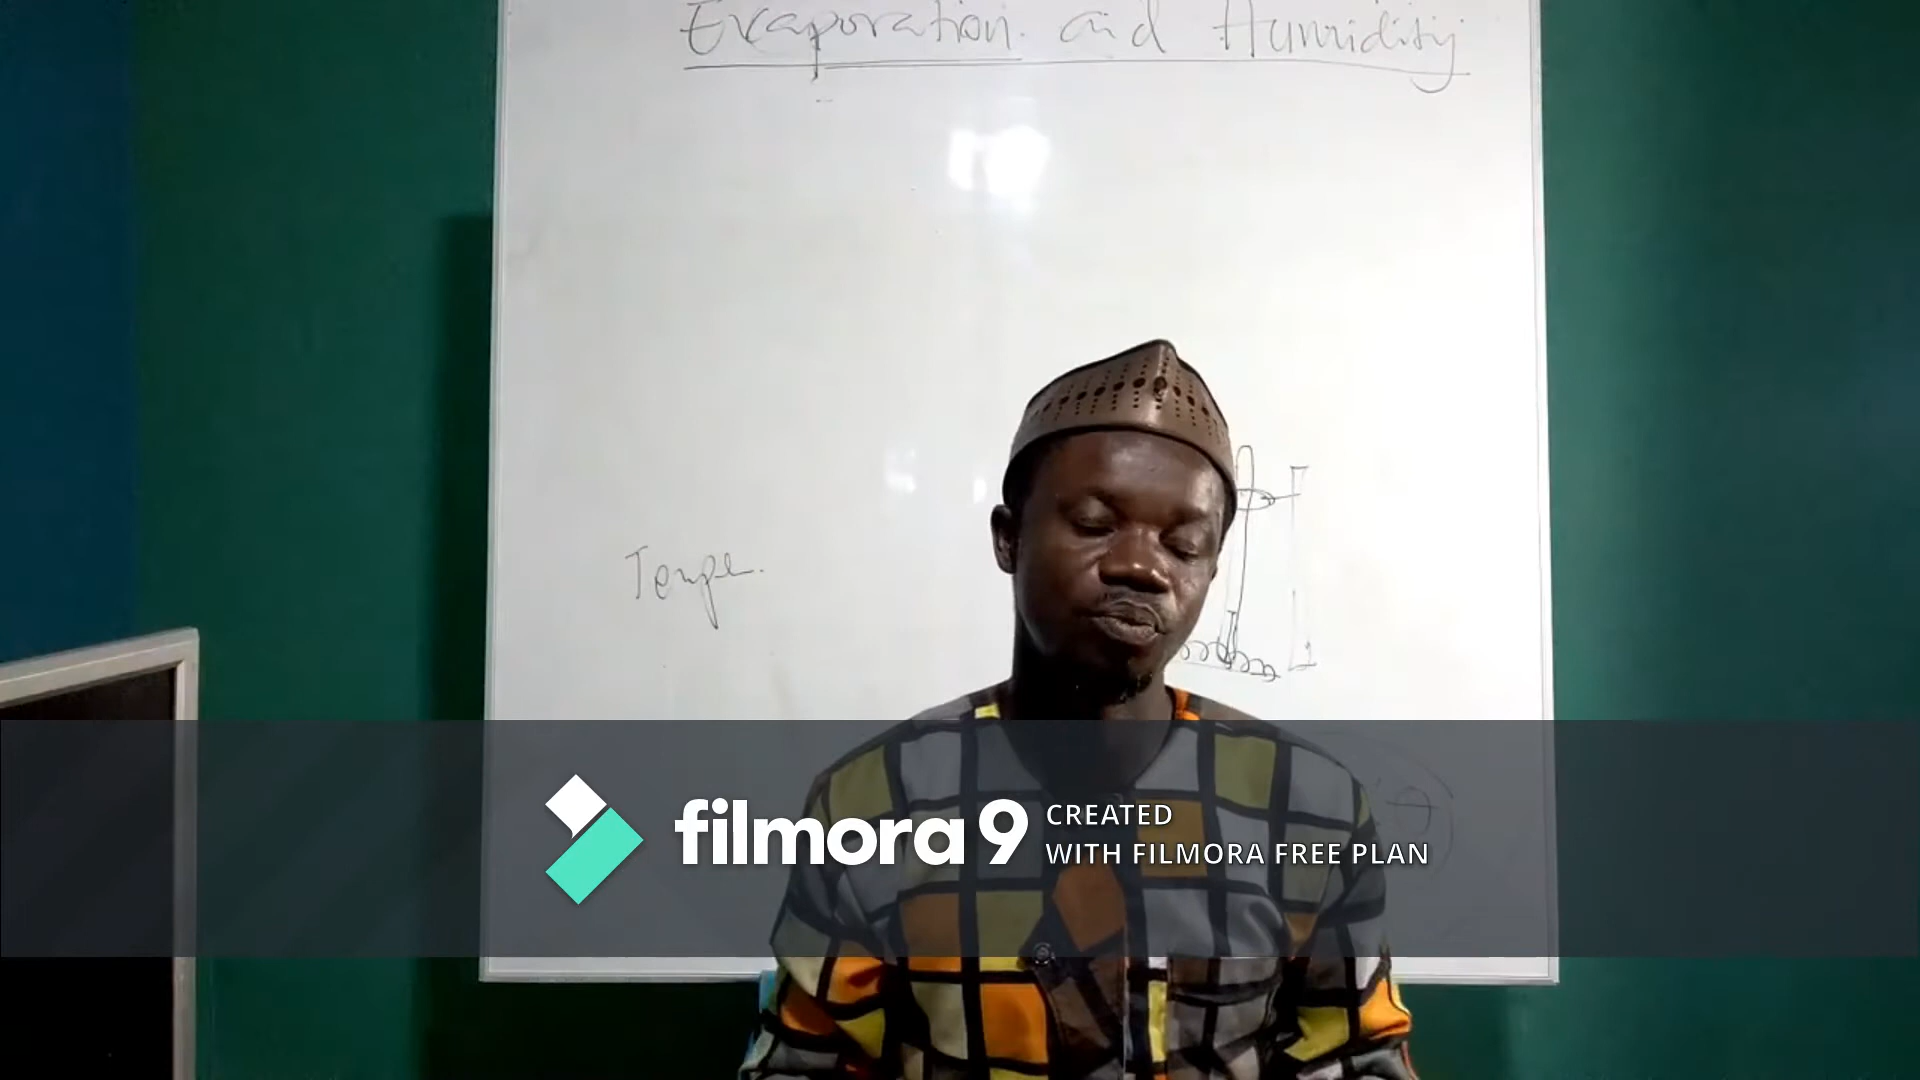 Evaporation and Humidity
Tempe.
filmora9
CREATED
WITH FILMORA FREE PLAN